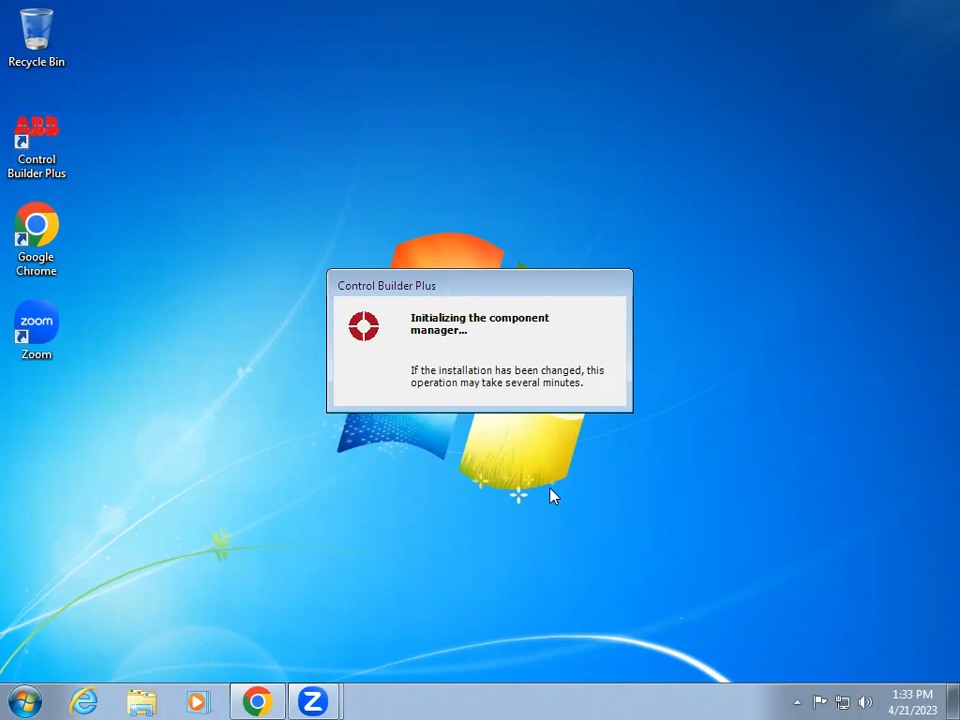 Recycle Bin
ABB
Control
Builder Plus
Google
Chrome
zoom
Zoom
Control Builder Plus
Initializing the component
manager...
If the installation has been changed, this
operation may take several minutes.
Z
1:33 PM
4/21/2023